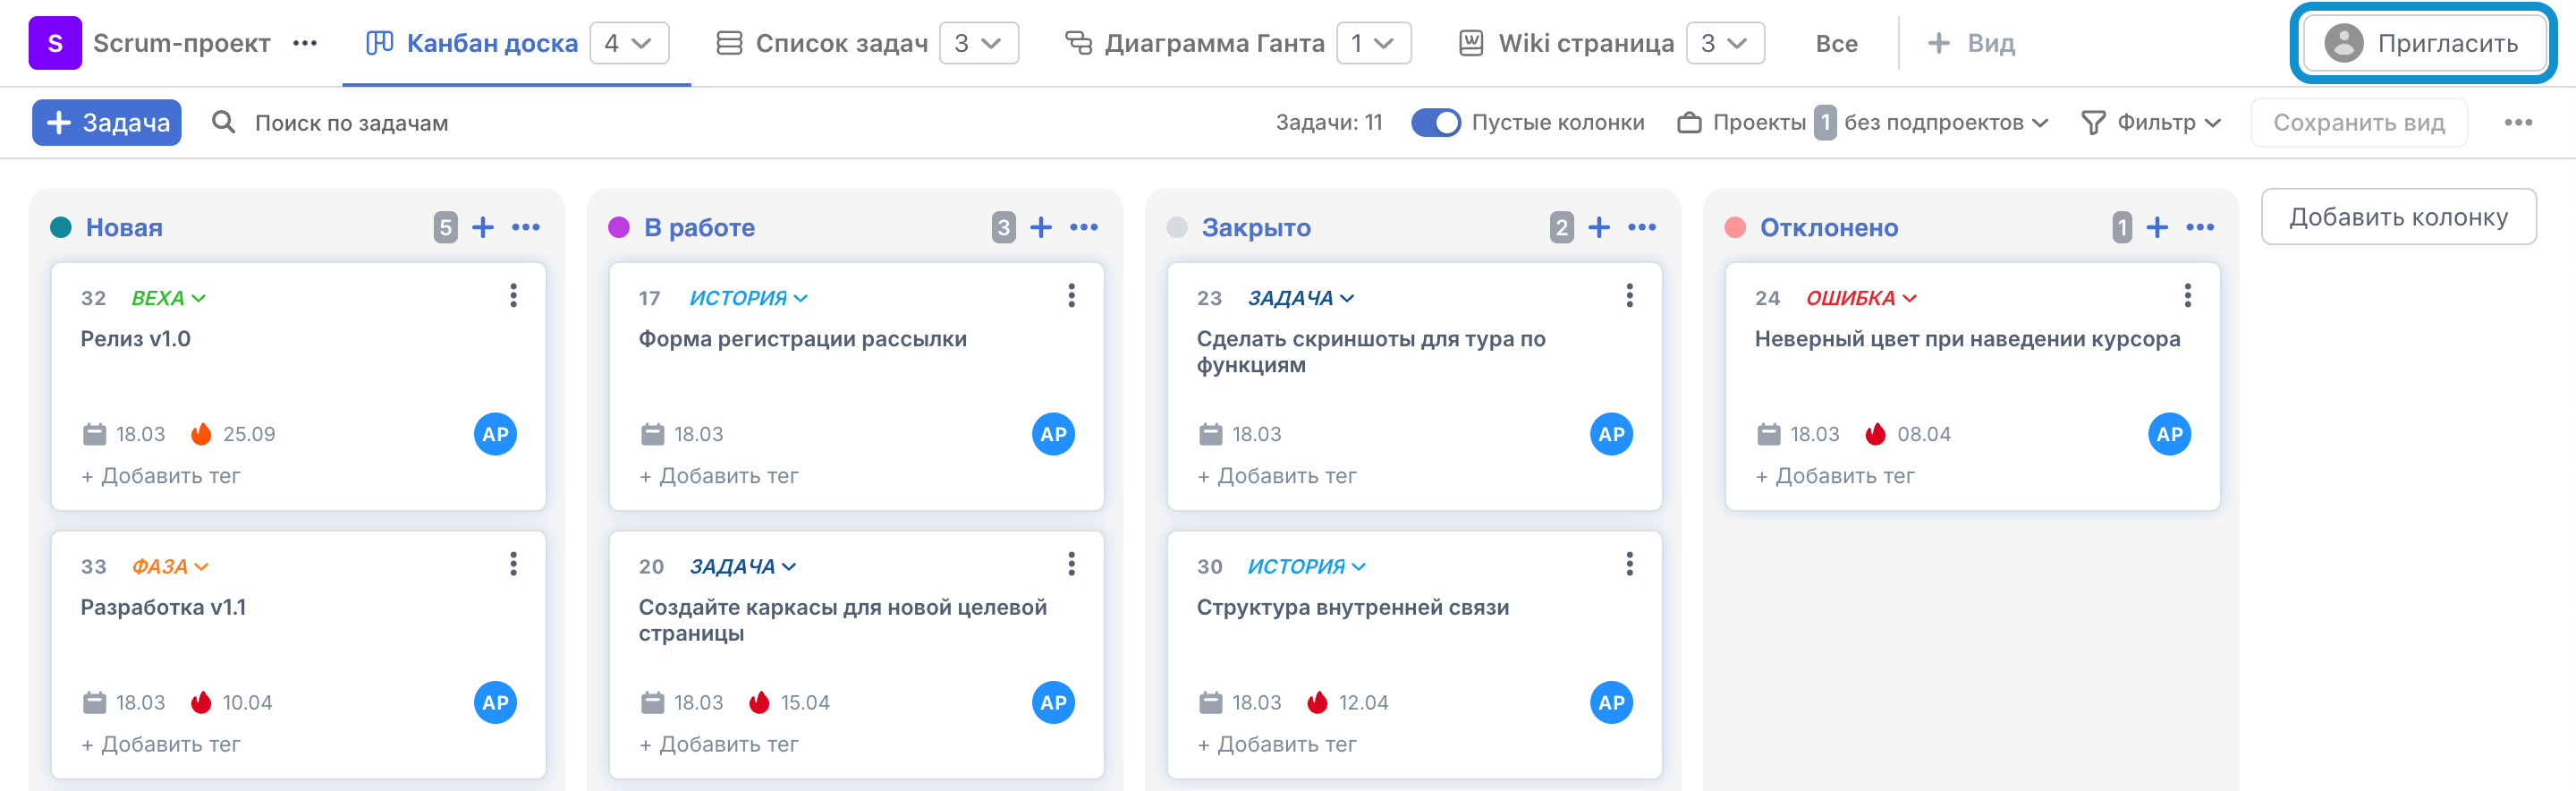 S Scrum-проект ••• Канбан доска 4 Список задач 3 Диаграмма Ганта 1 Wiki страница 3 Все + Вид Пригласить
+ Задача Поиск по задачам Задачи: 11 Пустые колонки Проекты 1 без подпроектов Фильтр Сохранить вид •••
Новая 5 + •••
32 ВЕХА
Релиз v1.0
18.03 25.09 AP
+ Добавить тег
33 ФАЗА
Разработка v1.1
18.03 10.04 AP
+ Добавить тег
В работе 3 + •••
17 ИСТОРИЯ
Форма регистрации рассылки
18.03 AP
+ Добавить тег
20 ЗАДАЧА
Создайте каркасы для новой целевой
страницы
18.03 15.04 AP
+ Добавить тег
Закрыто 2 + •••
23 ЗАДАЧА
Сделать скриншоты для тура по
функциям
18.03 AP
+ Добавить тег
30 ИСТОРИЯ
Структура внутренней связи
18.03 12.04 AP
+ Добавить тег
Отклонено 1 + •••
24 ОШИБКА
Неверный цвет при наведении курсора
18.03 08.04 AP
+ Добавить тег
Добавить колонку